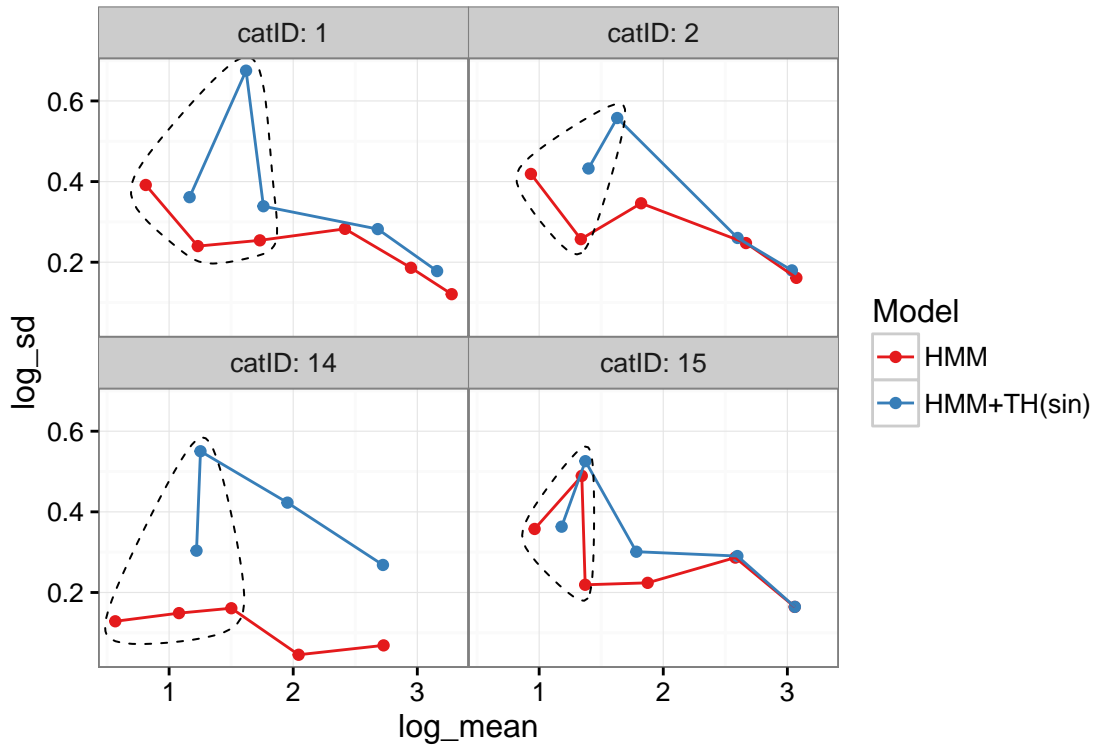 catID: 1
catID: 2
0.6
0.4
0.2
catID: 14
catID: 15
0.6
0.4
0.2
1
2
3
1
2
3
log_mean
log_sd
Model
HMM
HMM+TH(sin)